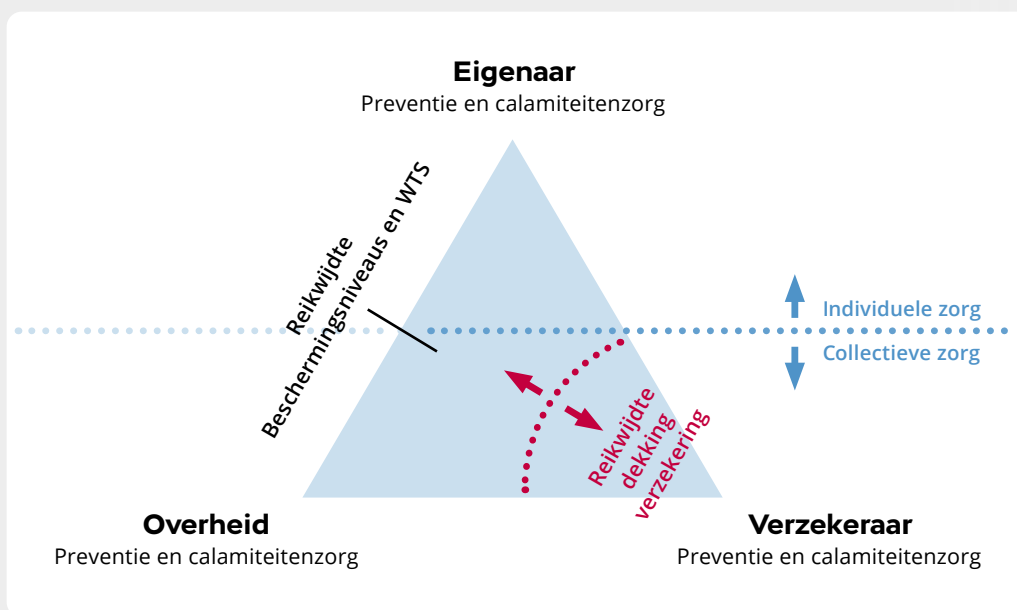 Eigenaar
Preventie en calamiteitenzorg
Reikwijdte
Beschermingsniveaus en WTS
Individuele zorg
Collectieve zorg
Reikwijdte
dekking
verzekering
Overheid
Preventie en calamiteitenzorg
Verzekeraar
Preventie en calamiteitenzorg